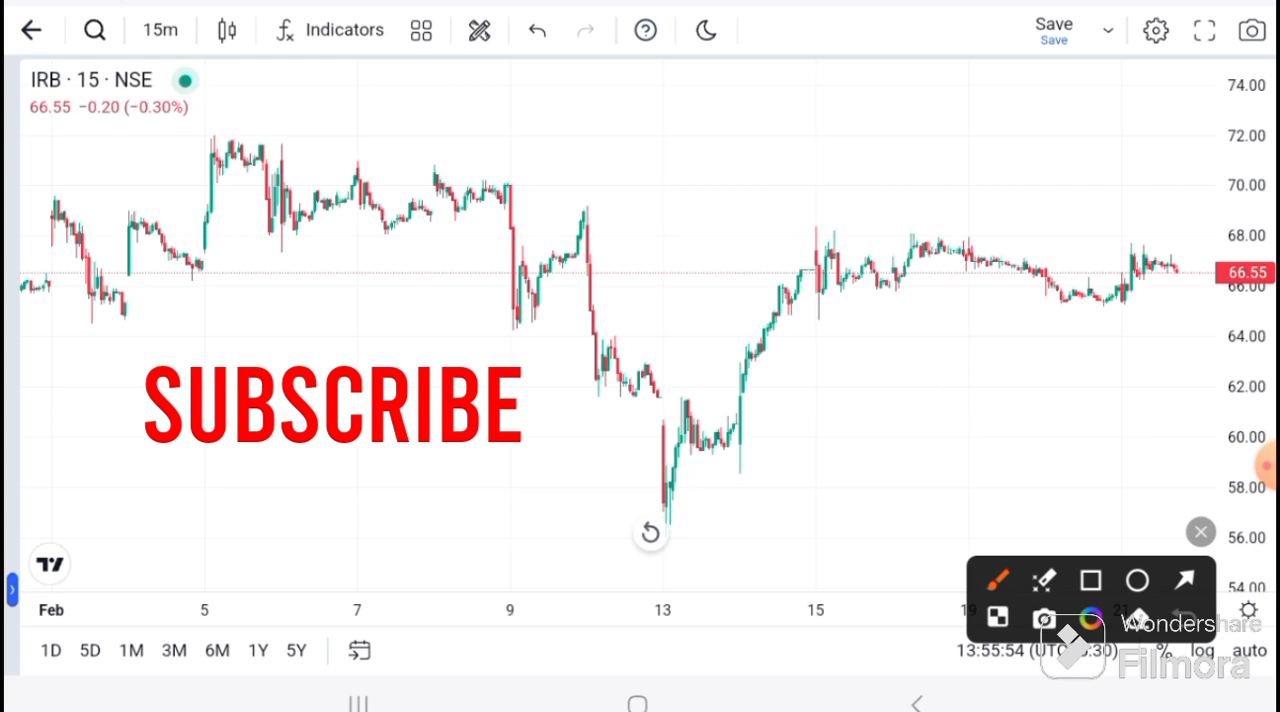 15m
Indicators
Save
Save
IRB · 15 · NSE
66.55 −0.20 (−0.30%)
74.00
72.00
70.00
68.00
66.55
66.00
64.00
62.00
60.00
58.00
56.00
54.00
SUBSCRIBE
Feb 5 7 9 13 15 19 21
1D 5D 1M 3M 6M 1Y 5Y
13:55:54 (UTC+5:30) % log auto
Wondershare
Filmora